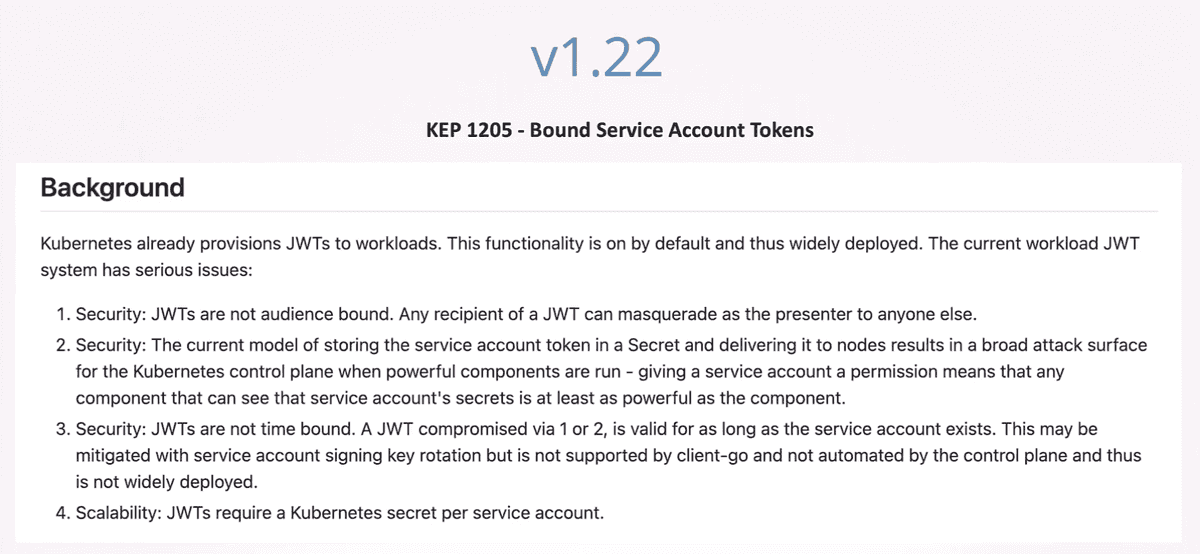 v1.22
KEP 1205 - Bound Service Account Tokens
Background
Kubernetes already provisions JWTs to workloads. This functionality is on by default and thus widely deployed. The current workload JWT
system has serious issues:
1. Security: JWTs are not audience bound. Any recipient of a JWT can masquerade as the presenter to anyone else.
2. Security: The current model of storing the service account token in a Secret and delivering it to nodes results in a broad attack surface
for the Kubernetes control plane when powerful components are run - giving a service account a permission means that any
component that can see that service account's secrets is at least as powerful as the component.
3. Security: JWTs are not time bound. A JWT compromised via 1 or 2, is valid for as long as the service account exists. This may be
mitigated with service account signing key rotation but is not supported by client-go and not automated by the control plane and thus
is not widely deployed.
4. Scalability: JWTs require a Kubernetes secret per service account.